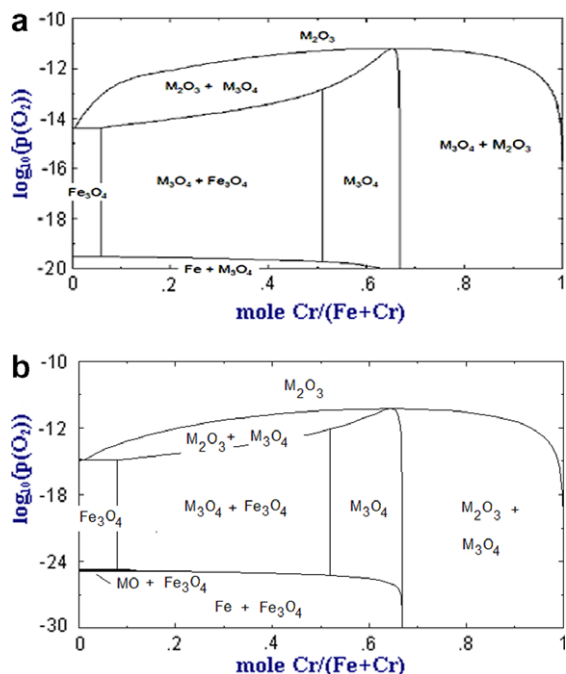 a
-10
M₂O₃
-12
M₂O₃ + M₃O₄
-14
log₁₀(p(O₂))
M₃O₄ + M₂O₃
-16
Fe₃O₄
M₃O₄ + Fe₃O₄
M₃O₄
-18
-20
Fe + M₃O₄
0 .2 .4 .6 .8 1
mole Cr/(Fe+Cr)
b
-10
M₂O₃
-12
M₂O₃ + M₃O₄
log₁₀(p(O₂))
-18
Fe₃O₄
M₃O₄ + Fe₃O₄
M₃O₄
M₂O₃ +
M₃O₄
-24
MO + Fe₃O₄
Fe + Fe₃O₄
-30
0 .2 .4 .6 .8 1
mole Cr/(Fe+Cr)